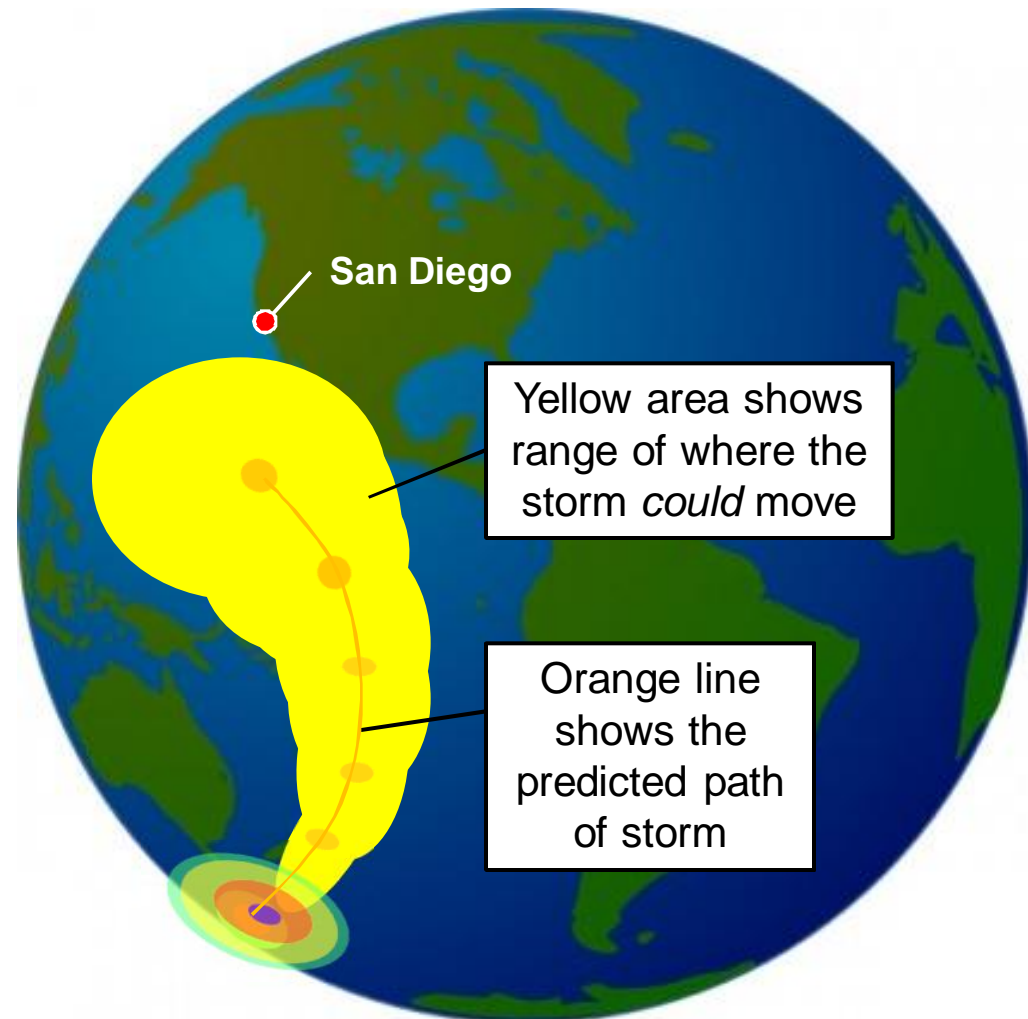 San Diego
Yellow area shows
range of where the
storm could move
Orange line
shows the
predicted path
of storm